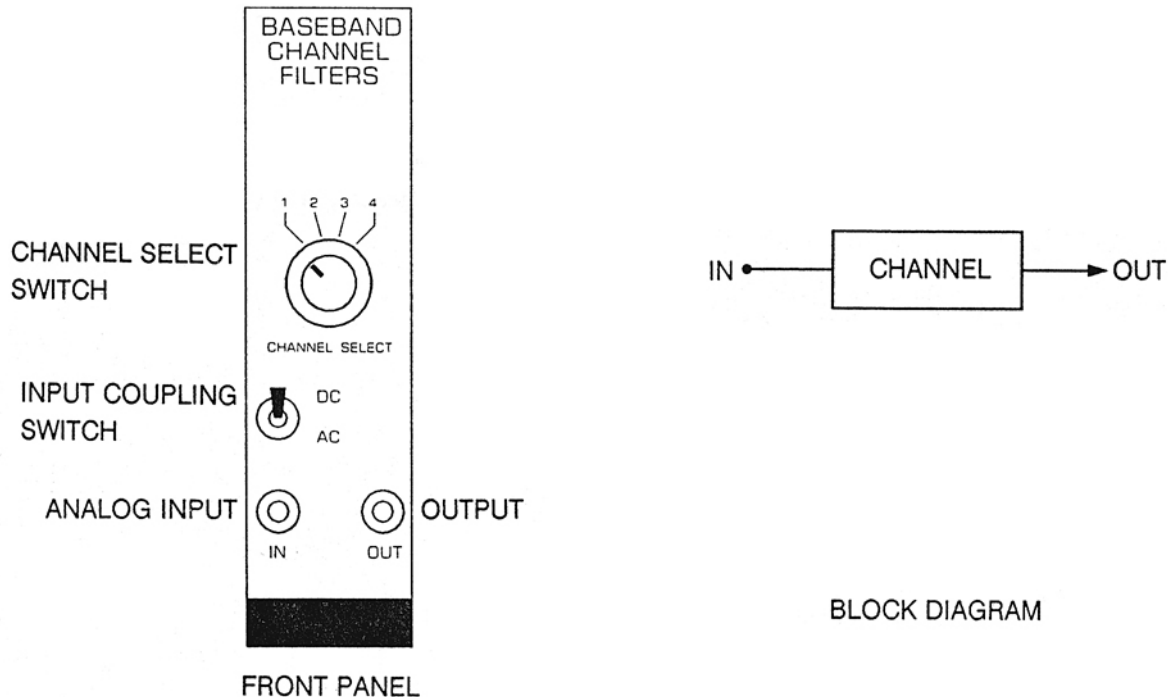 BASEBAND
CHANNEL
FILTERS
1 2 3 4
CHANNEL SELECT
SWITCH
CHANNEL SELECT
INPUT COUPLING
SWITCH
DC
AC
ANALOG INPUT
OUTPUT
IN
OUT
FRONT PANEL
IN
CHANNEL
OUT
BLOCK DIAGRAM